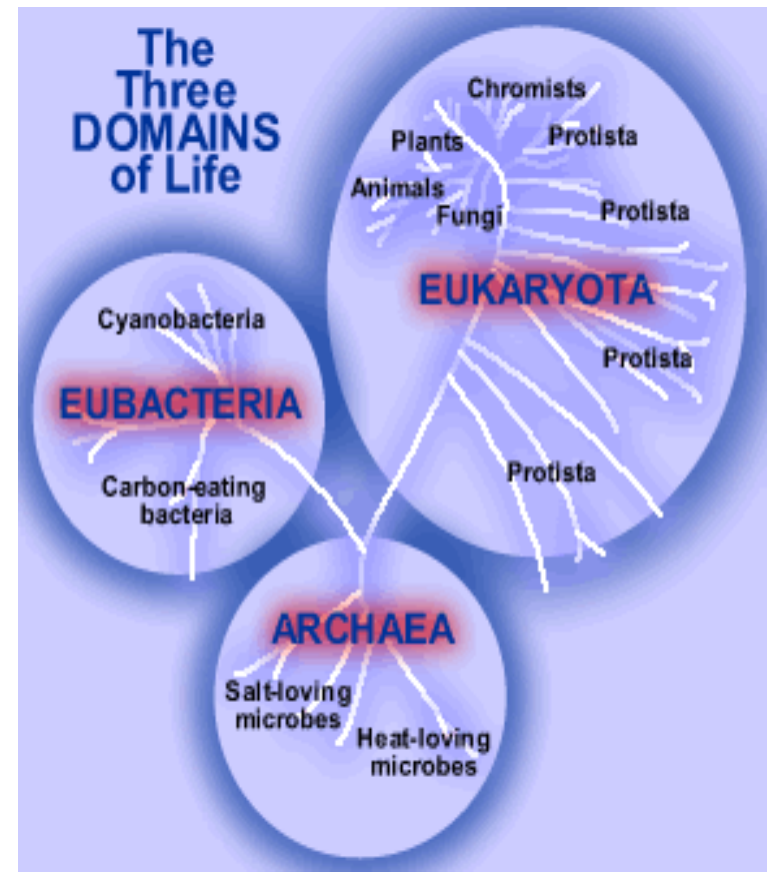 The
Three
DOMAINS
of Life
Chromists
Plants
Protista
Animals
Fungi
Protista
EUKARYOTA
Protista
Protista
Cyanobacteria
EUBACTERIA
Carbon-eating
bacteria
ARCHAEA
Salt-loving
microbes
Heat-loving
microbes